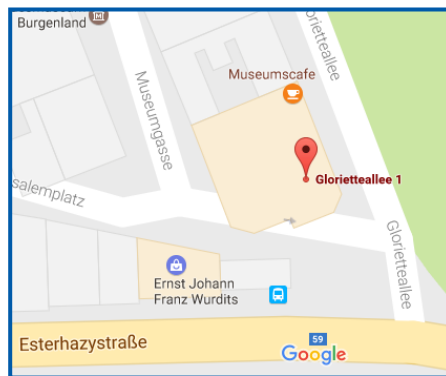 Burgenland
Glorietteallee
Museumscafe
Museumgasse
Glorietteallee 1
salemplatz
Glorietteallee
Ernst Johann
Franz Wurdits
Esterhazystraße
59
Google